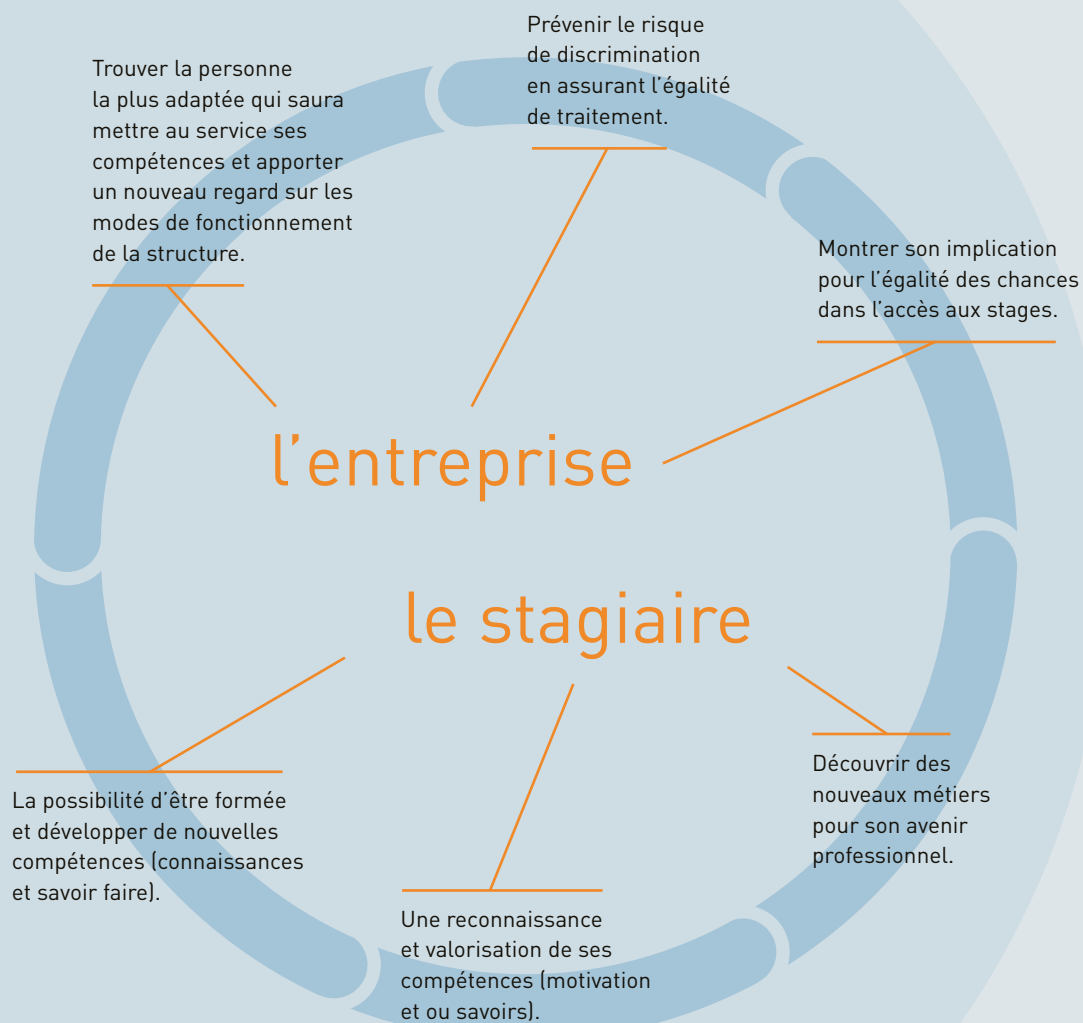 Prévenir le risque
de discrimination
en assurant l’égalité
de traitement.
Trouver la personne
la plus adaptée qui saura
mettre au service ses
compétences et apporter
un nouveau regard sur les
modes de fonctionnement
de la structure.
Montrer son implication
pour l’égalité des chances
dans l’accès aux stages.
l’entreprise
le stagiaire
La possibilité d’être formée
et développer de nouvelles
compétences (connaissances
et savoir faire).
Une reconnaissance
et valorisation de ses
compétences (motivation
et ou savoirs).
Découvrir des
nouveaux métiers
pour son avenir
professionnel.